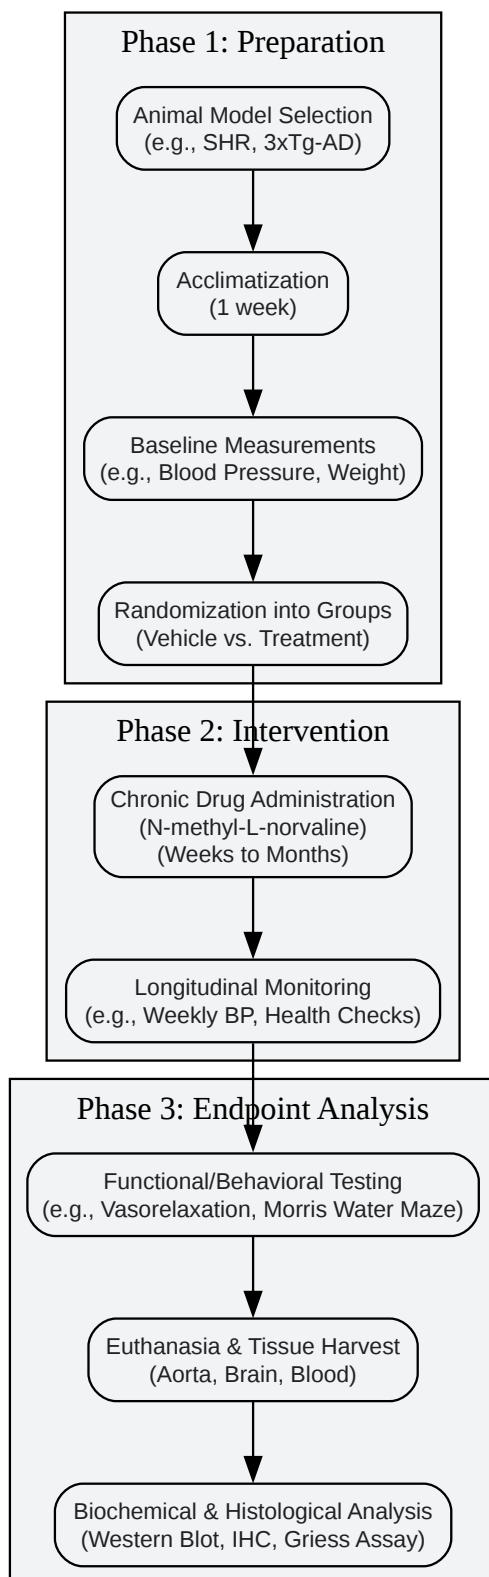 Phase 1: Preparation
Animal Model Selection
(e.g., SHR, 3xTg-AD)
Acclimatization
(1 week)
Baseline Measurements
(e.g., Blood Pressure, Weight)
Randomization into Groups
(Vehicle vs. Treatment)
Phase 2: Intervention
Chronic Drug Administration
(N-methyl-L-norvaline)
(Weeks to Months)
Longitudinal Monitoring
(e.g., Weekly BP, Health Checks)
Phase 3: Endpoint Analysis
Functional/Behavioral Testing
(e.g., Vasorelaxation, Morris Water Maze)
Euthanasia & Tissue Harvest
(Aorta, Brain, Blood)
Biochemical & Histological Analysis
(Western Blot, IHC, Griess Assay)